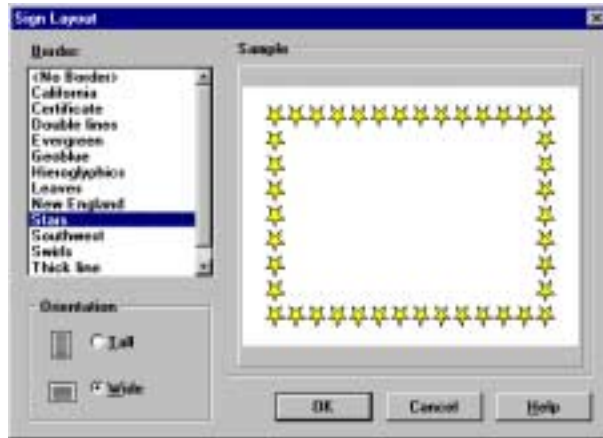 Sign Layout
Border
<No Border>
California
Certificate
Double lines
Evergreen
Geoblue
Hieroglyphics
Leaves
New England
Stars
Southwest
Swirls
Thick line
Orientation
Tall
Wide
Sample
OK
Cancel
Help